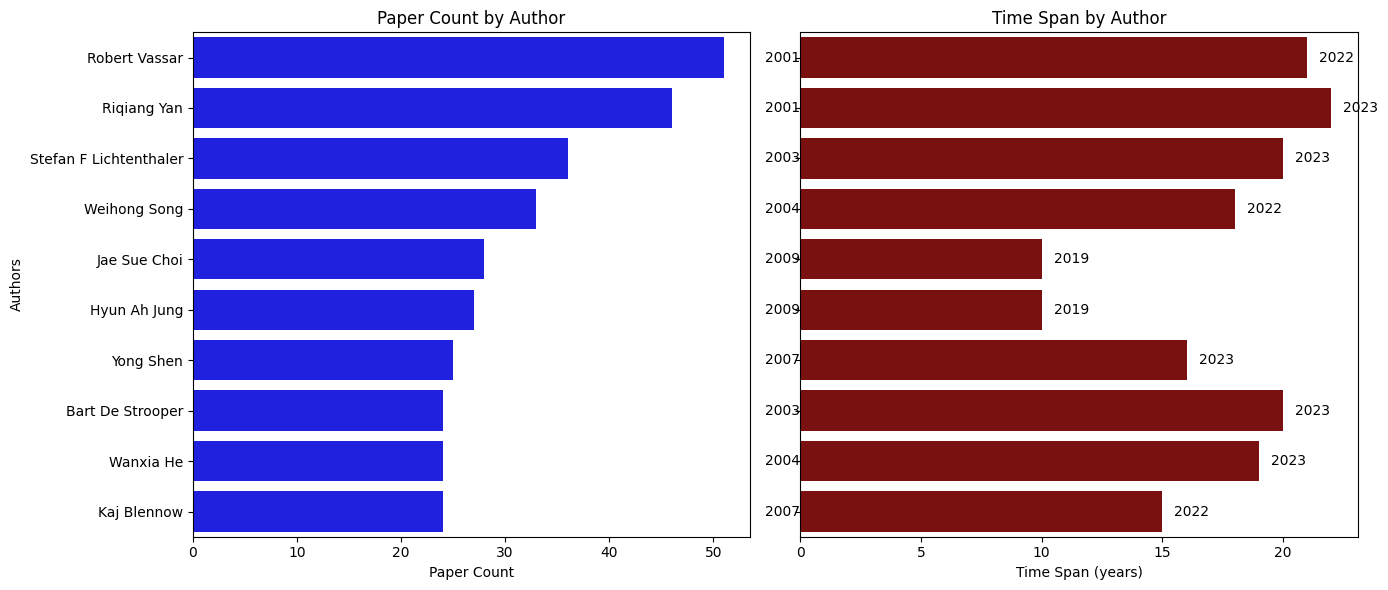 Paper Count by Author
Authors
Robert Vassar
Riqiang Yan
Stefan F Lichtenthaler
Weihong Song
Jae Sue Choi
Hyun Ah Jung
Yong Shen
Bart De Strooper
Wanxia He
Kaj Blennow
0 10 20 30 40 50
Paper Count
Time Span by Author
2001 2022
2001 2023
2003 2023
2004 2022
2009 2019
2009 2019
2007 2023
2003 2023
2004 2023
2007 2022
0 5 10 15 20
Time Span (years)